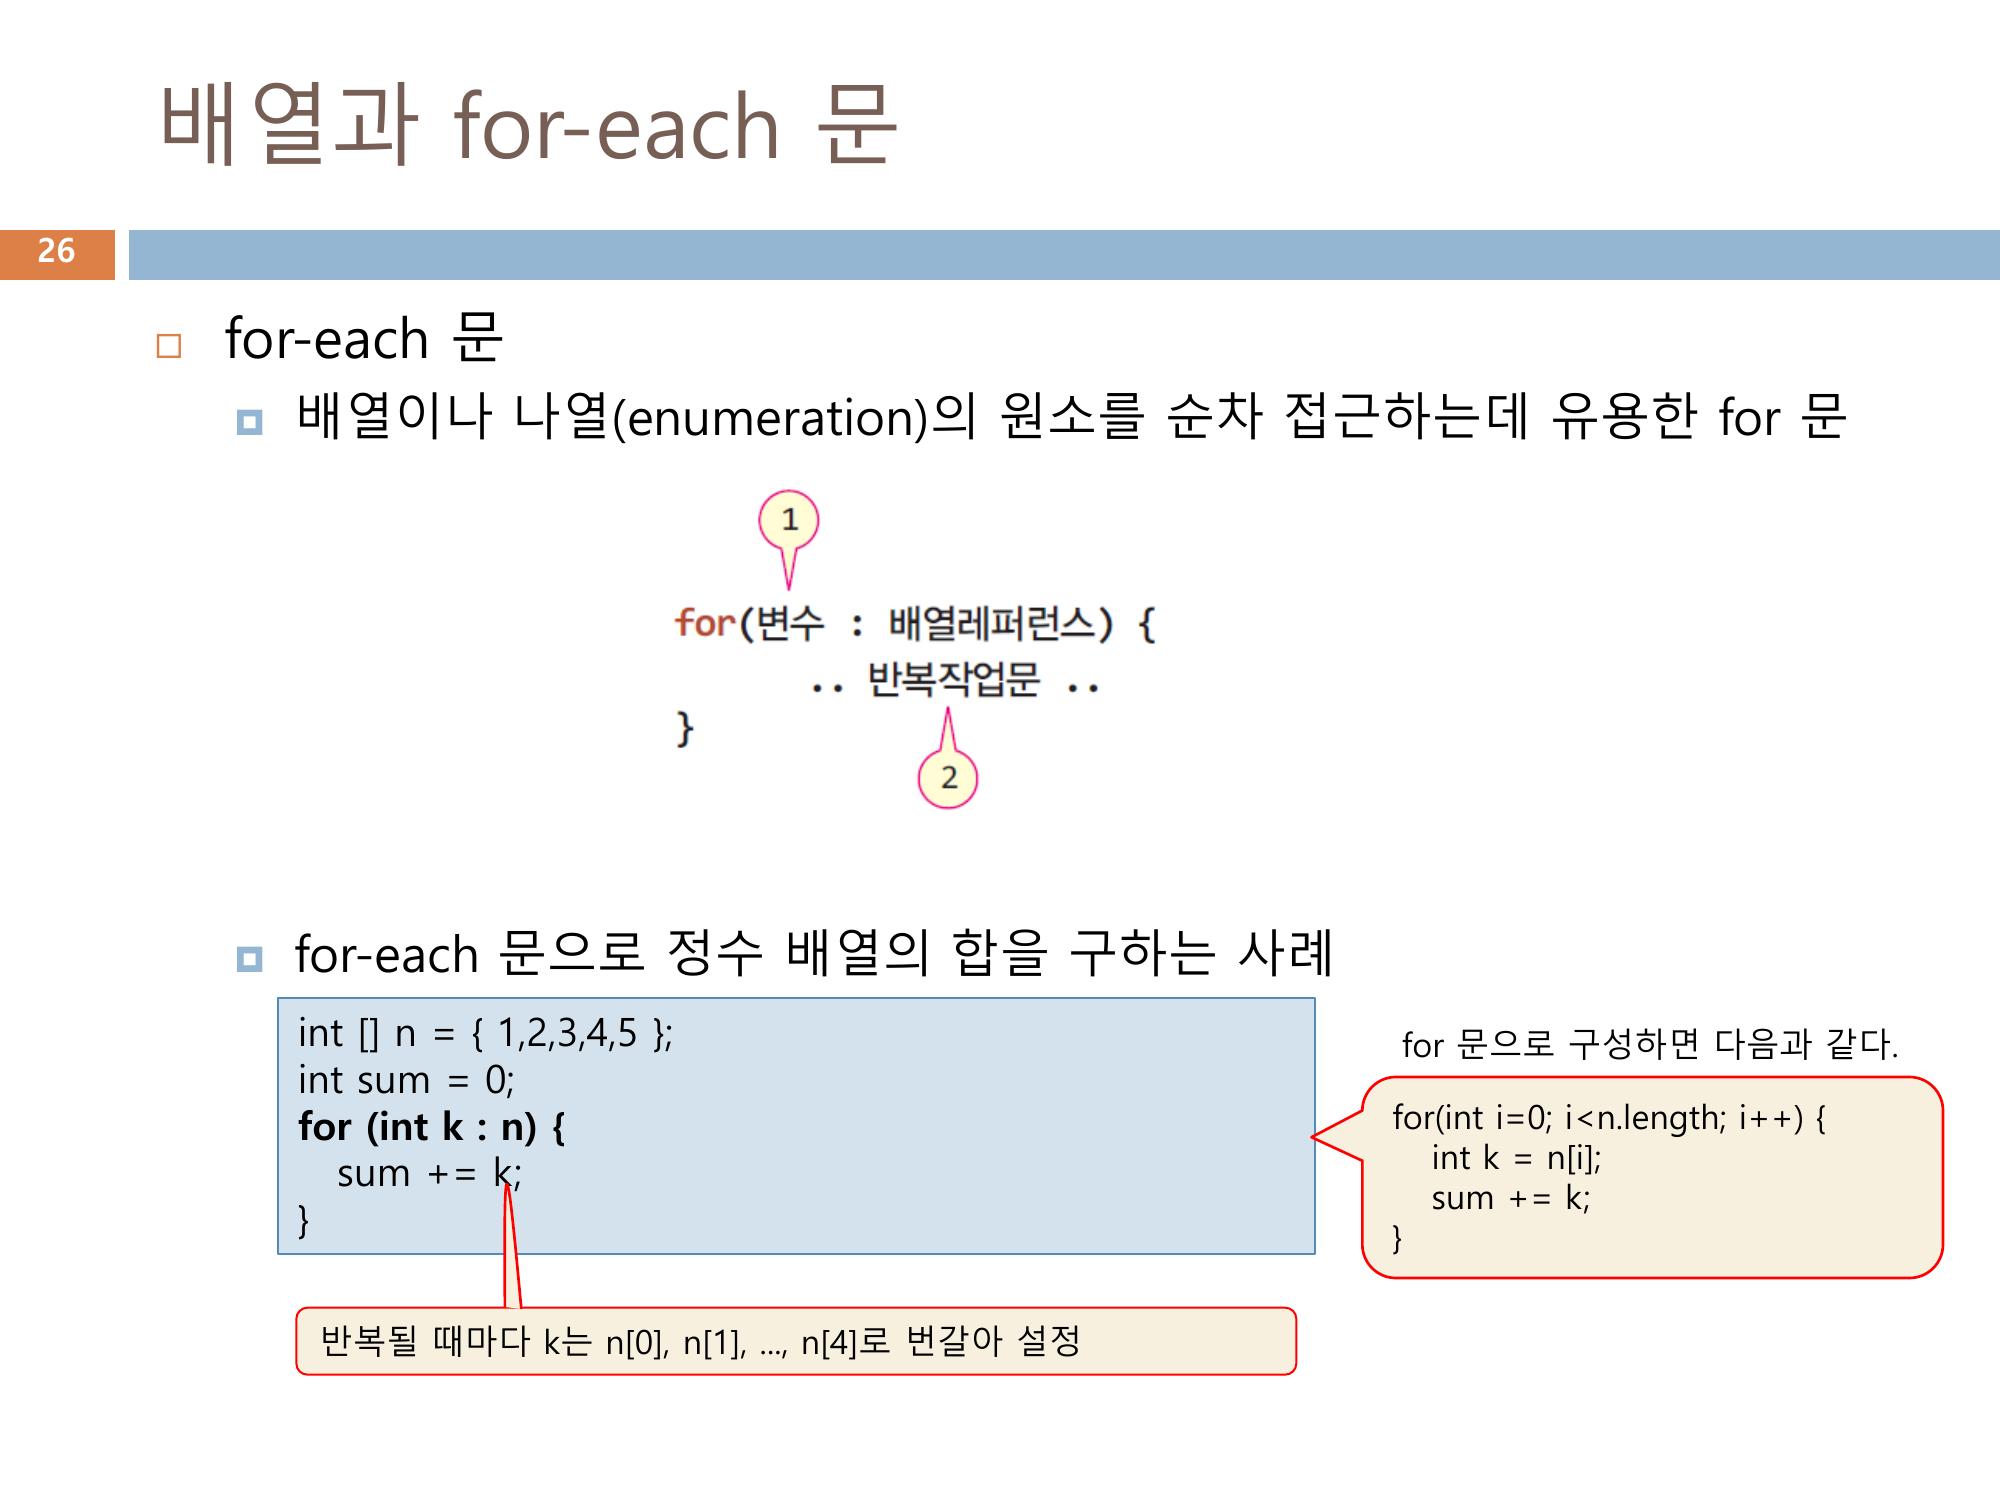 배열과 for-each 문
26
for-each 문
배열이나 나열(enumeration)의 원소를 순차 접근하는데 유용한 for 문
1
for(변수 : 배열레퍼런스) {
.. 반복작업문 ..
}
2
for-each 문으로 정수 배열의 합을 구하는 사례
int [] n = { 1,2,3,4,5 };
int sum = 0;
for (int k : n) {
sum += k;
}
for 문으로 구성하면 다음과 같다.
for(int i=0; i<n.length; i++) {
int k = n[i];
sum += k;
}
반복될 때마다 k는 n[0], n[1], ..., n[4]로 번갈아 설정